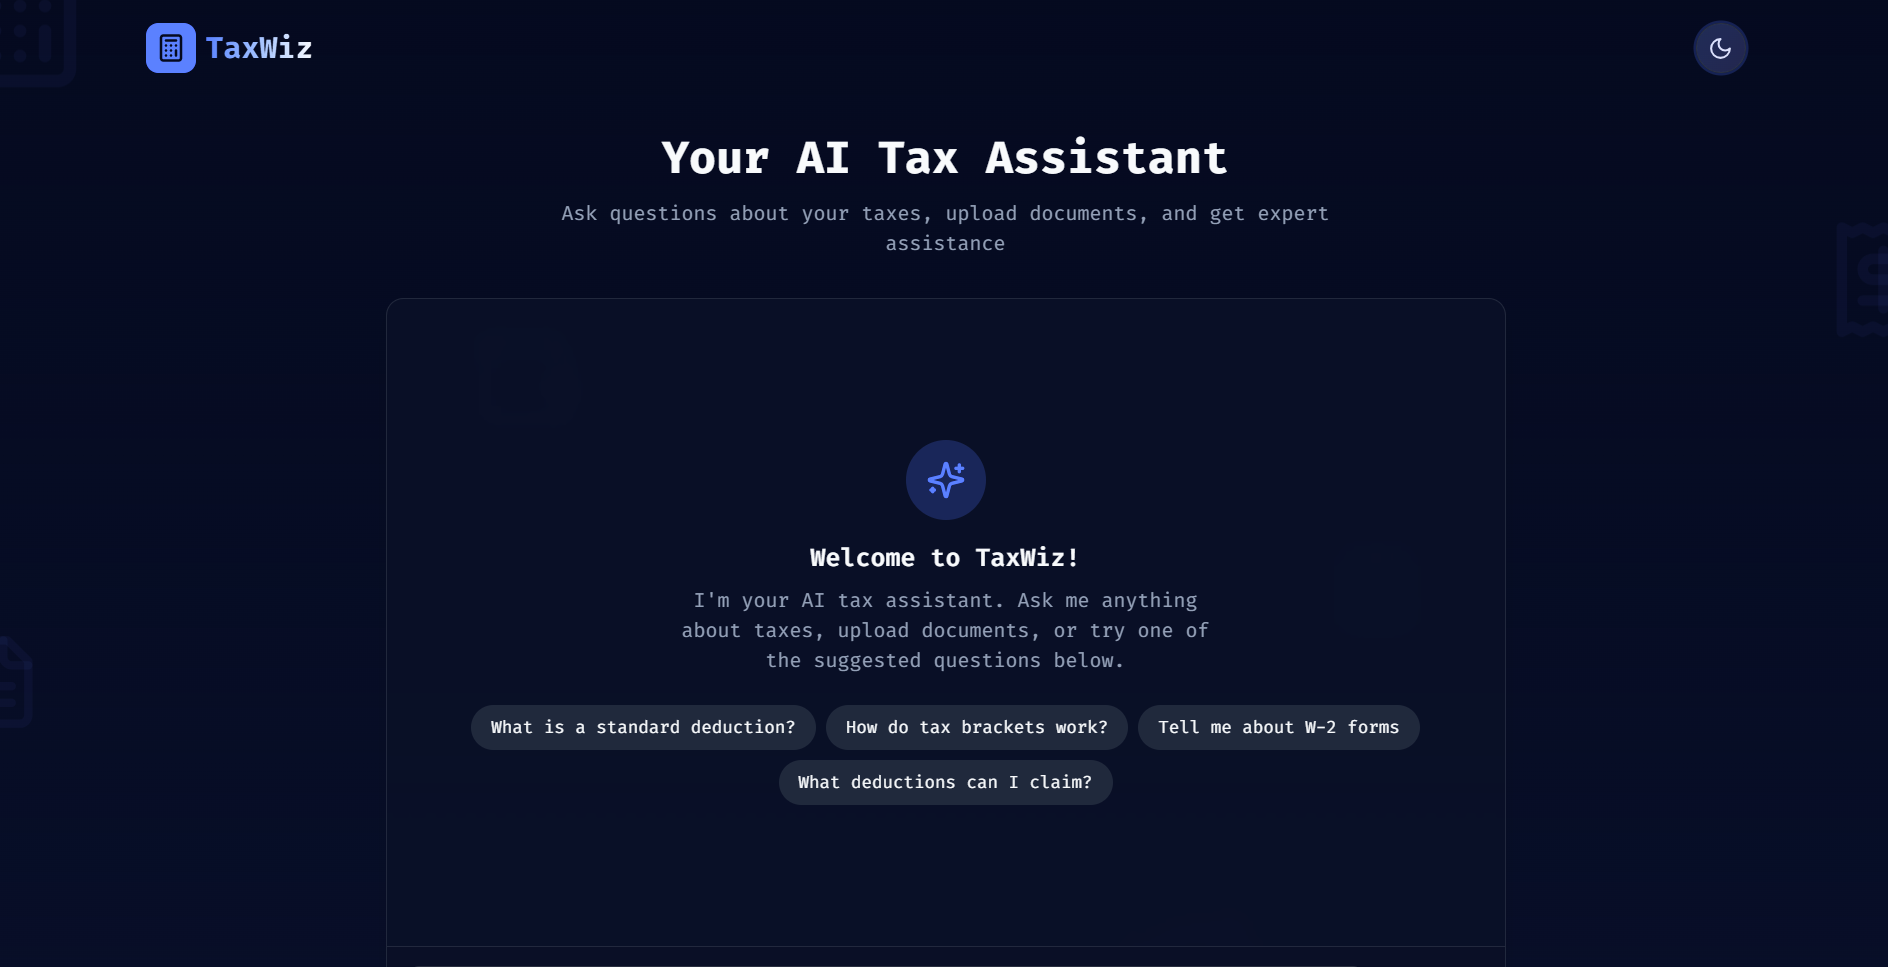 TaxWiz
Your AI Tax Assistant
Ask questions about your taxes, upload documents, and get expert
assistance
Welcome to TaxWiz!
I'm your AI tax assistant. Ask me anything
about taxes, upload documents, or try one of
the suggested questions below.
What is a standard deduction?
How do tax brackets work?
Tell me about W-2 forms
What deductions can I claim?